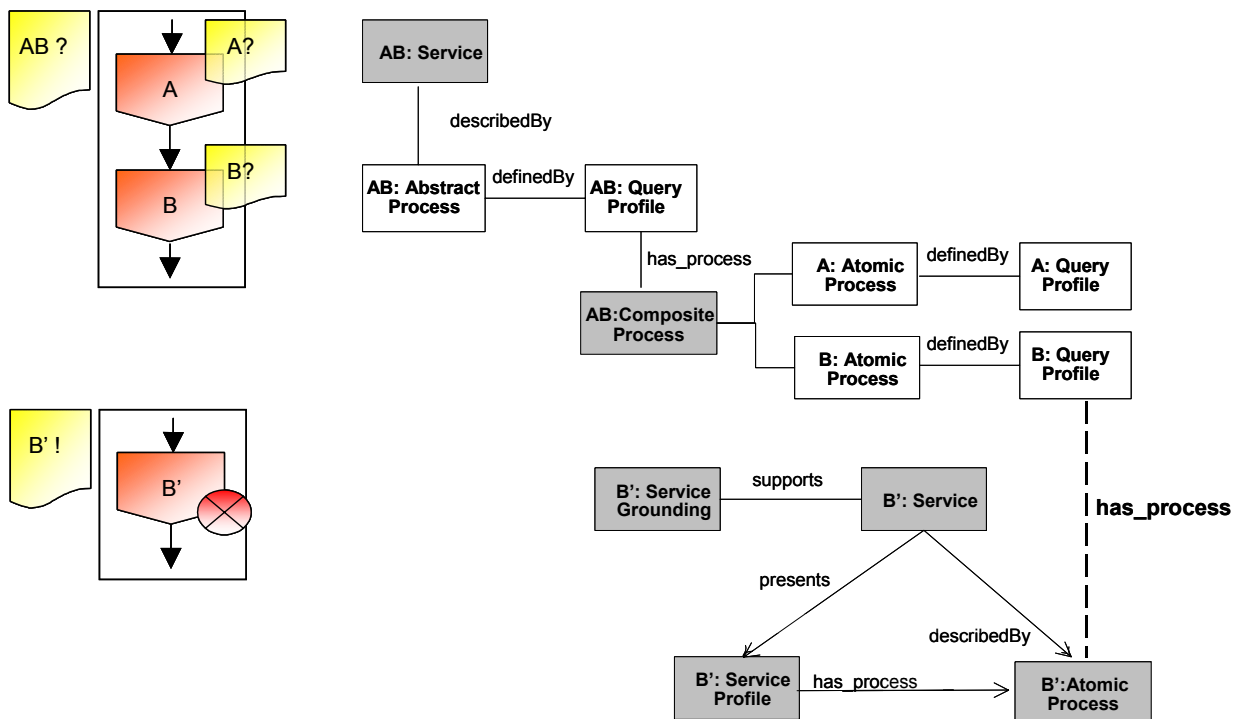 AB ?
A?
A
B?
B
AB: Service
describedBy
AB: Abstract
Process
definedBy
AB: Query
Profile
has_process
AB:Composite
Process
A: Atomic
Process
definedBy
A: Query
Profile
B: Atomic
Process
definedBy
B: Query
Profile
B’ !
B’
B’: Service
Grounding
supports
B’: Service
has_process
presents
describedBy
B’: Service
Profile
has_process
B’:Atomic
Process